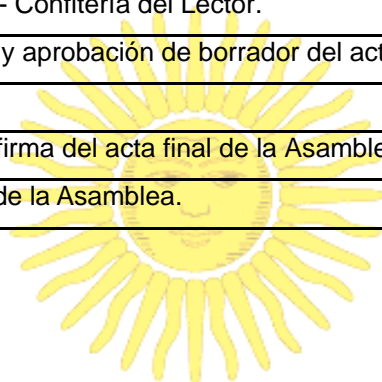 - Confitería del Lector.
y aprobación de borrador del act
firma del acta final de la Asamble
de la Asamblea.